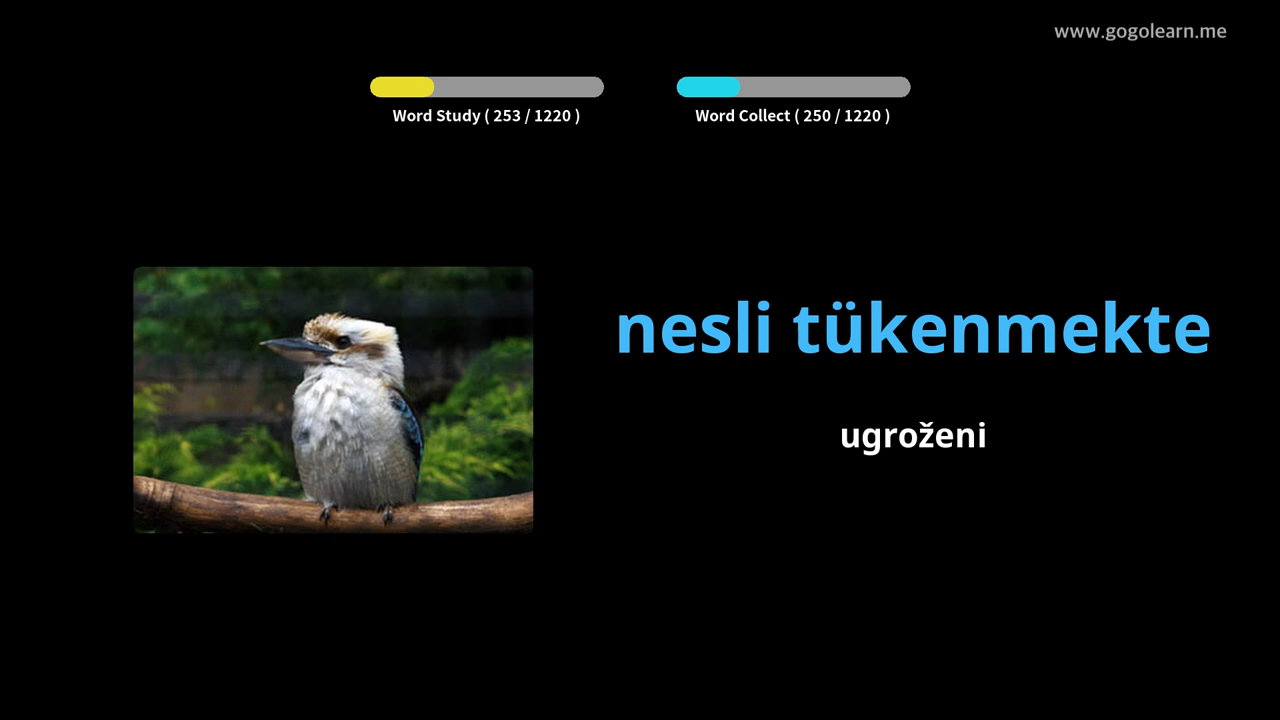 www.gogolearn.me
Word Study ( 253 / 1220 )
Word Collect ( 250 / 1220 )
nesli tükenmekte
ugroženi